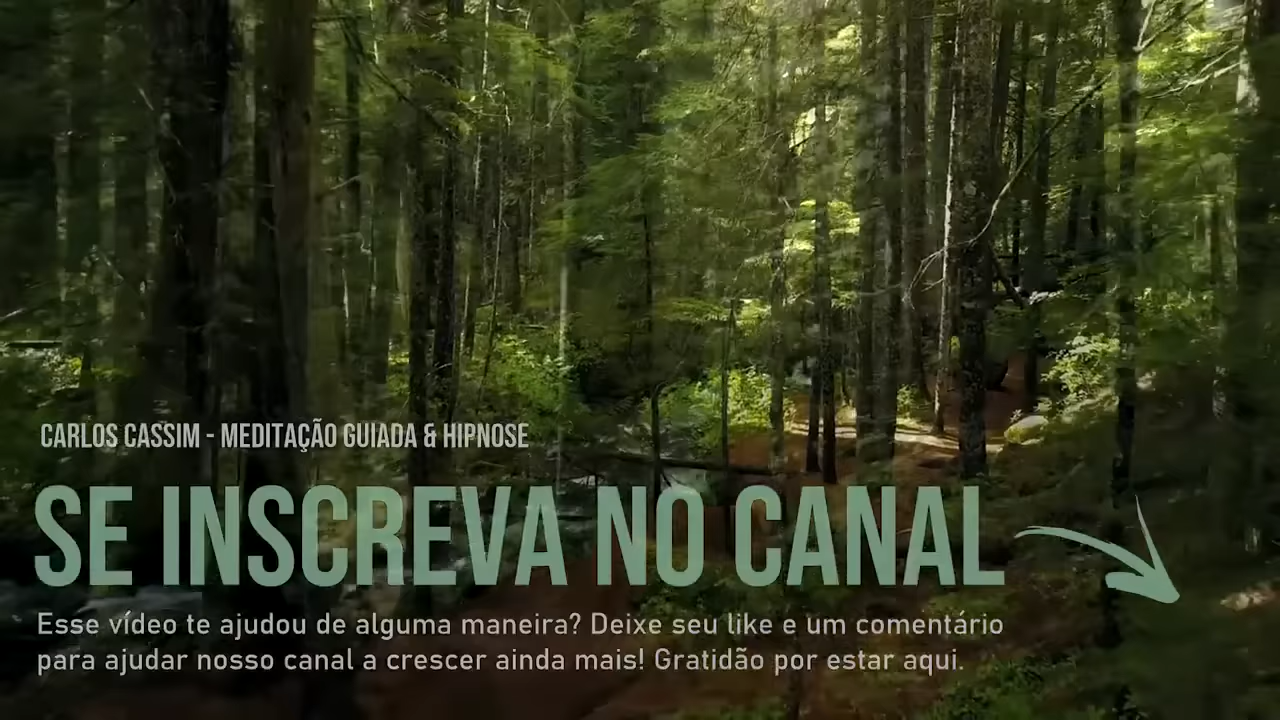 CARLOS CASSIM - MEDITAÇÃO GUIADA & HIPNOSE
SE INSCREVA NO CANAL
Esse vídeo te ajudou de alguma maneira? Deixe seu like e um comentário
para ajudar nosso canal a crescer ainda mais! Gratidão por estar aqui.